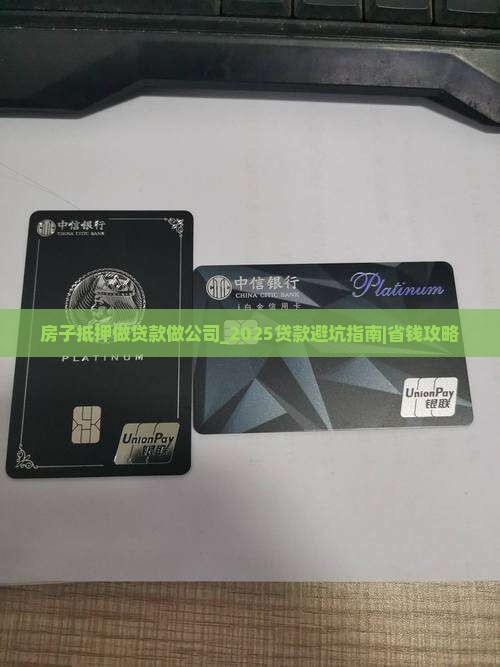 中信银行
CHINA CITIC BANK
PLATINUM
UnionPay
银联
中信银行
CHINA CITIC BANK
i白金信用卡
Platinum
UnionPay
银联
房子抵押做贷款做公司_2025贷款避坑指南|省钱攻略